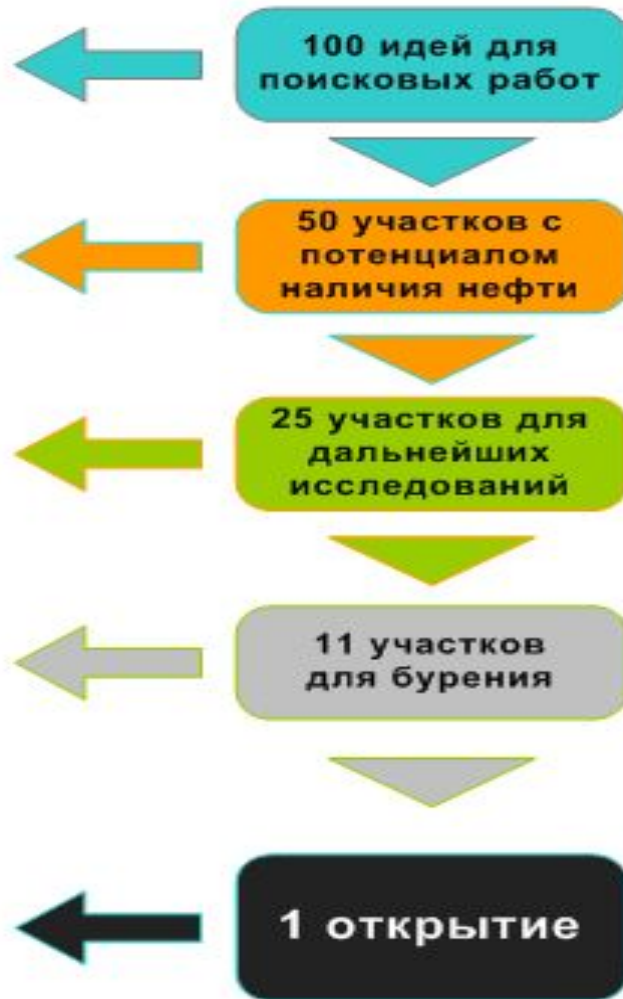 100 идей для
поисковых работ
50 участков с
потенциалом
наличия нефти
25 участков для
дальнейших
исследований
11 участков
для бурения
1 открытие